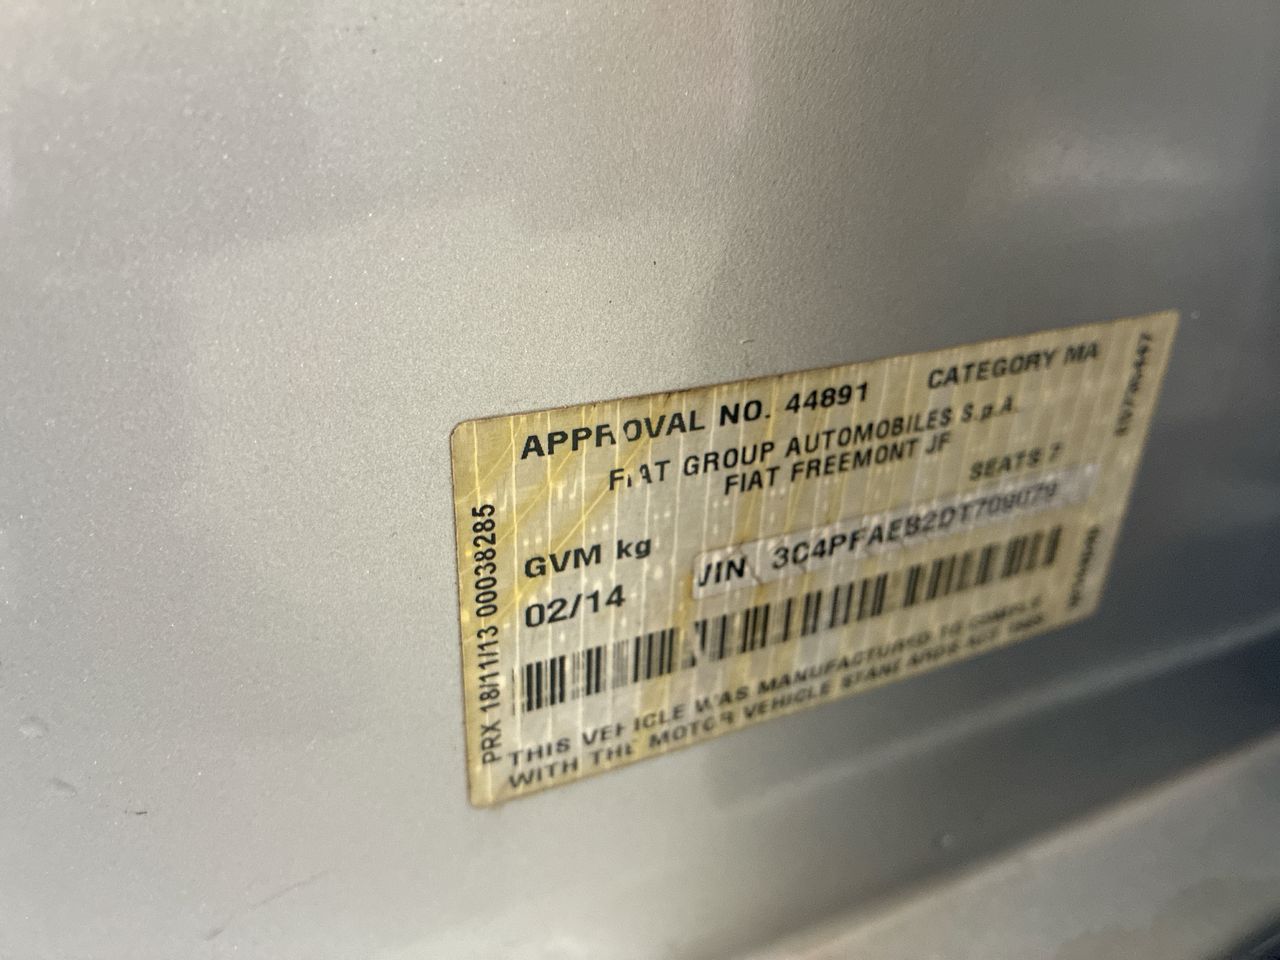 APPROVAL NO. 44891
CATEGORY MA
FIAT GROUP AUTOMOBILES S.p.A.
FIAT FREEMONT JF
SEATS 7
GVM kg
VIN 3C4PFAEB2DT709079
02/14
THIS VEHICLE WAS MANUFACTURED TO COMPLY
WITH THE MOTOR VEHICLE STANDARDS ACT 1989
PRX 18/11/13 00038285